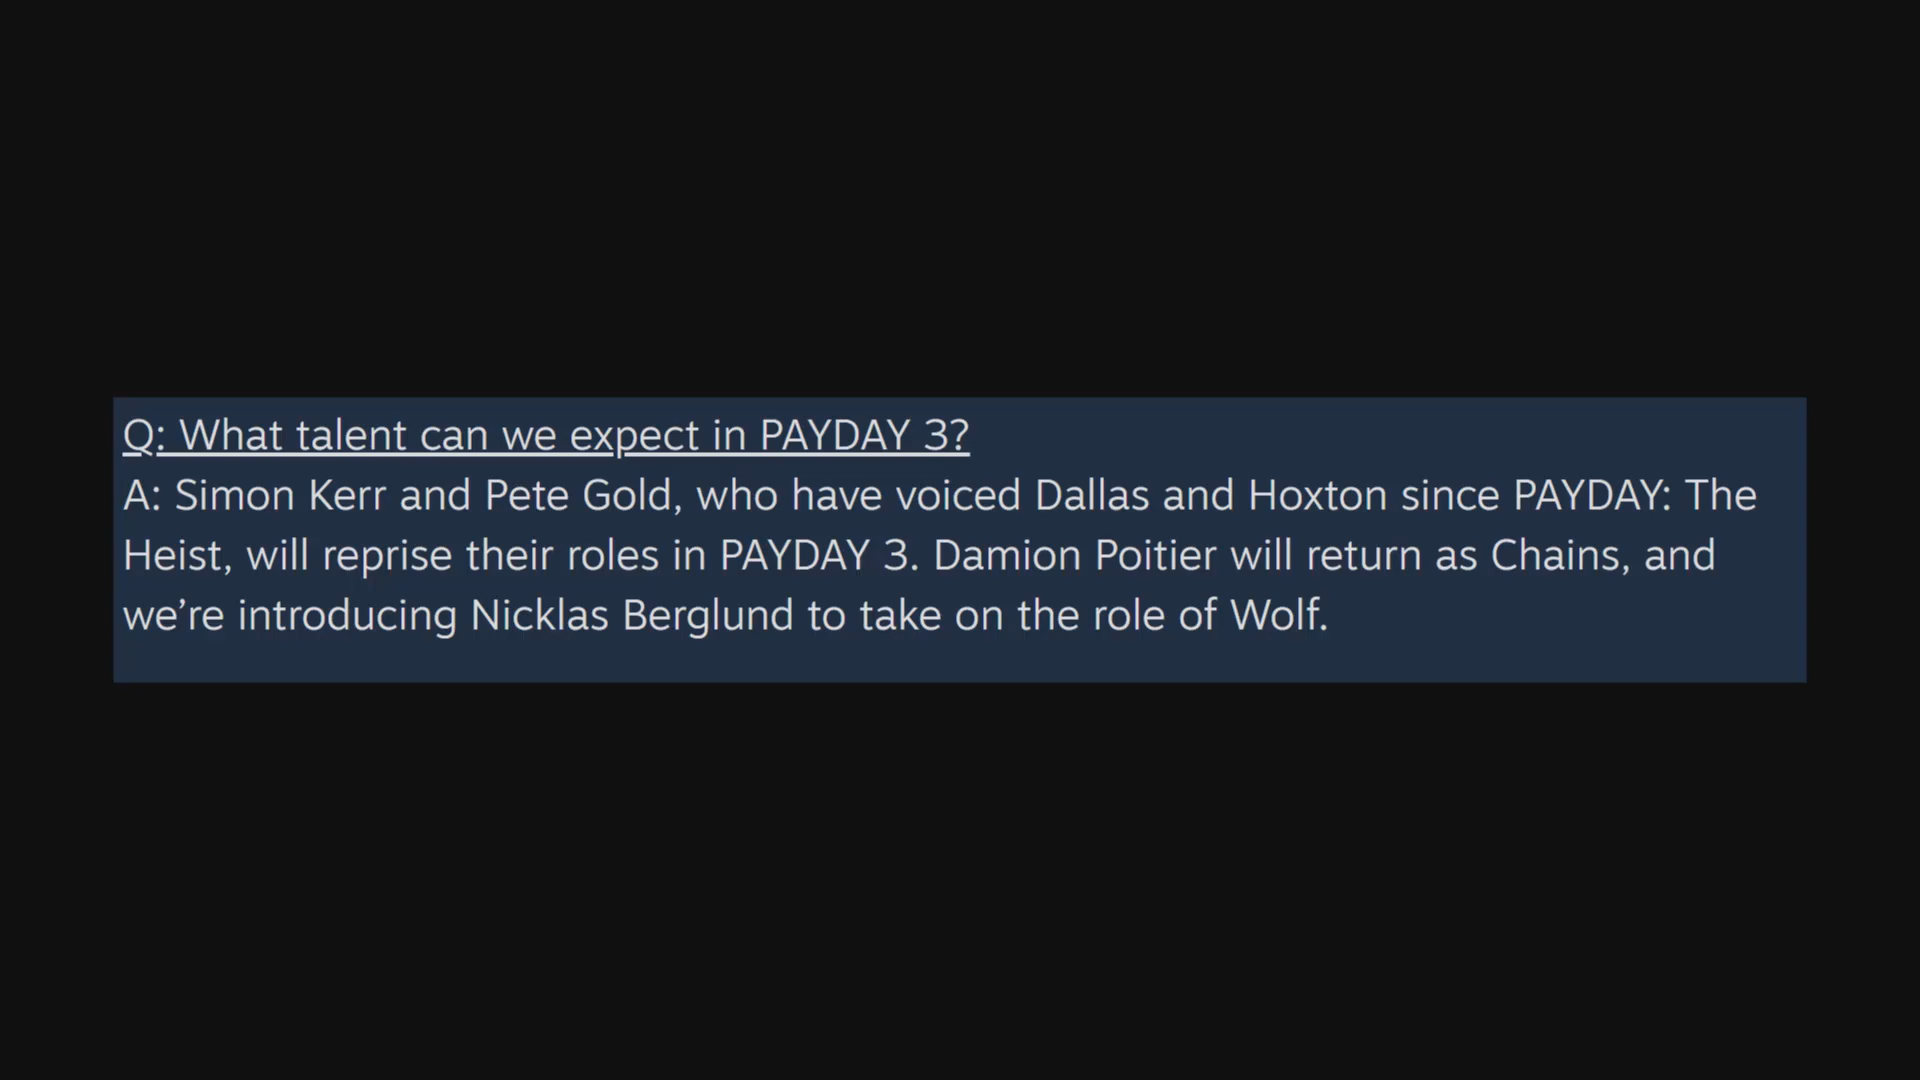 Q: What talent can we expect in PAYDAY 3?
A: Simon Kerr and Pete Gold, who have voiced Dallas and Hoxton since PAYDAY: The
Heist, will reprise their roles in PAYDAY 3. Damion Poitier will return as Chains, and
we’re introducing Nicklas Berglund to take on the role of Wolf.